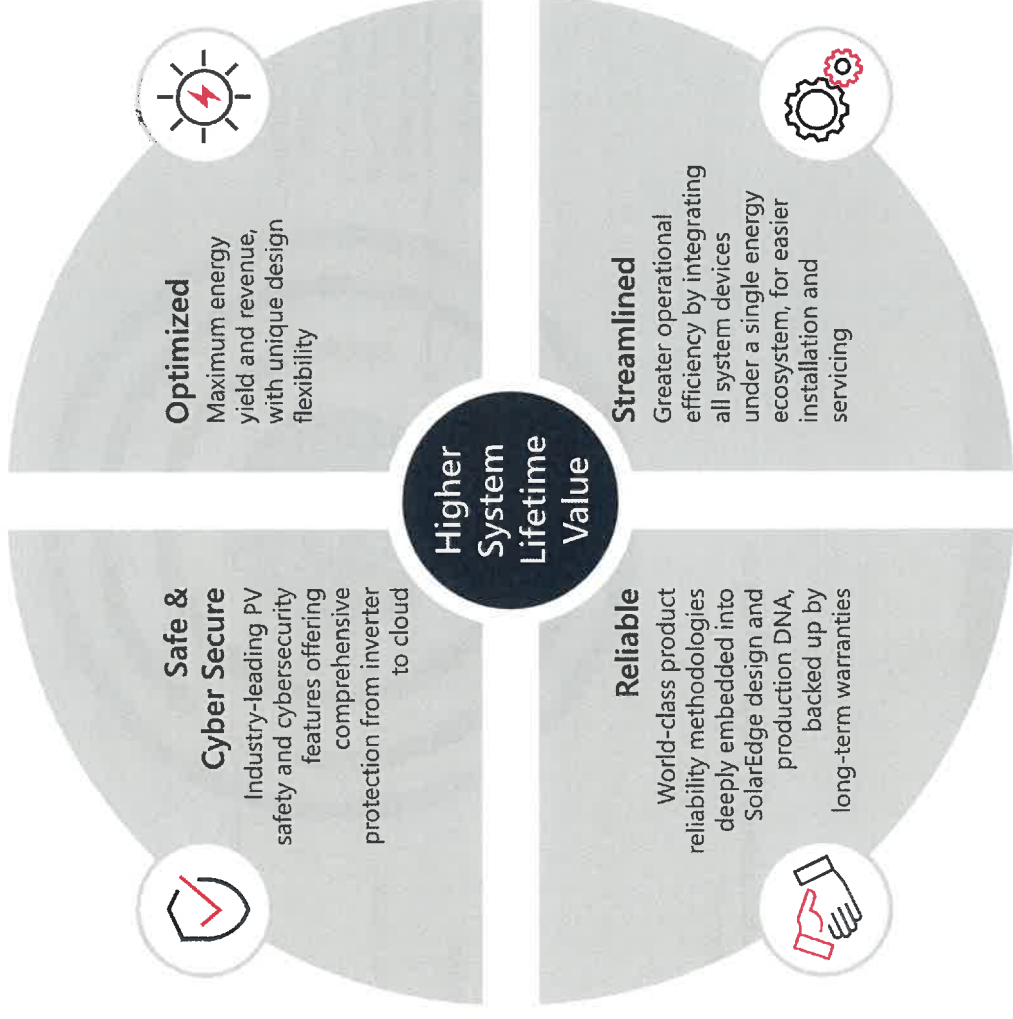 Safe &
Cyber Secure
Industry-leading PV
safety and cybersecurity
features offering
comprehensive
protection from inverter
to cloud
Optimized
Maximum energy
yield and revenue,
with unique design
flexibility
Higher
System
Lifetime
Value
Reliable
World-class product
reliability methodologies
deeply embedded into
SolarEdge design and
production DNA,
backed up by
long-term warranties
Streamlined
Greater operational
efficiency by integrating
all system devices
under a single energy
ecosystem, for easier
installation and
servicing